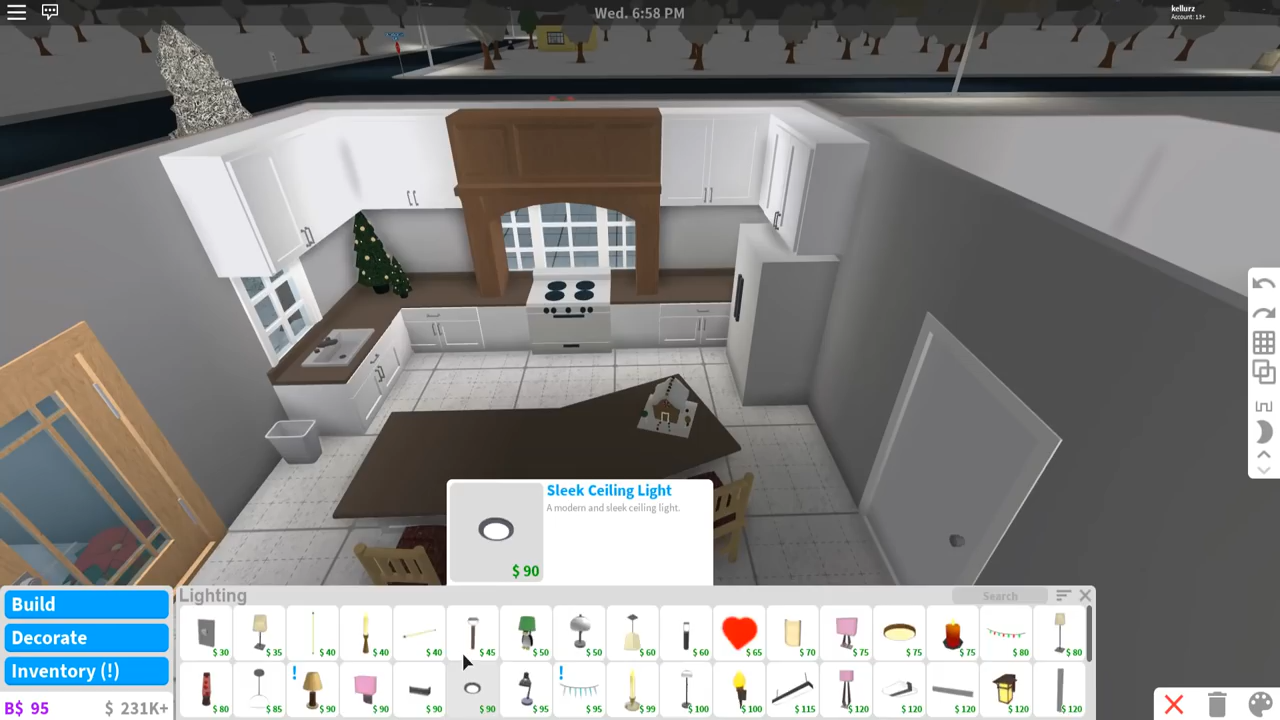 Wed. 6:58 PM
kellurz
Account: 13+
Sleek Ceiling Light
A modern and sleek ceiling light.
$ 90
Build
Decorate
Inventory (!)
B$ 95
$ 231K+
Lighting
Search
$ 30 $ 35 $ 40 $ 40 $ 40 $ 45 $ 50 $ 50 $ 60 $ 60 $ 65 $ 70 $ 75 $ 75 $ 75 $ 80 $ 80
! !
$ 80 $ 85 $ 90 $ 90 $ 90 $ 90 $ 95 $ 95 $ 99 $ 100 $ 100 $ 115 $ 120 $ 120 $ 120 $ 120 $ 120